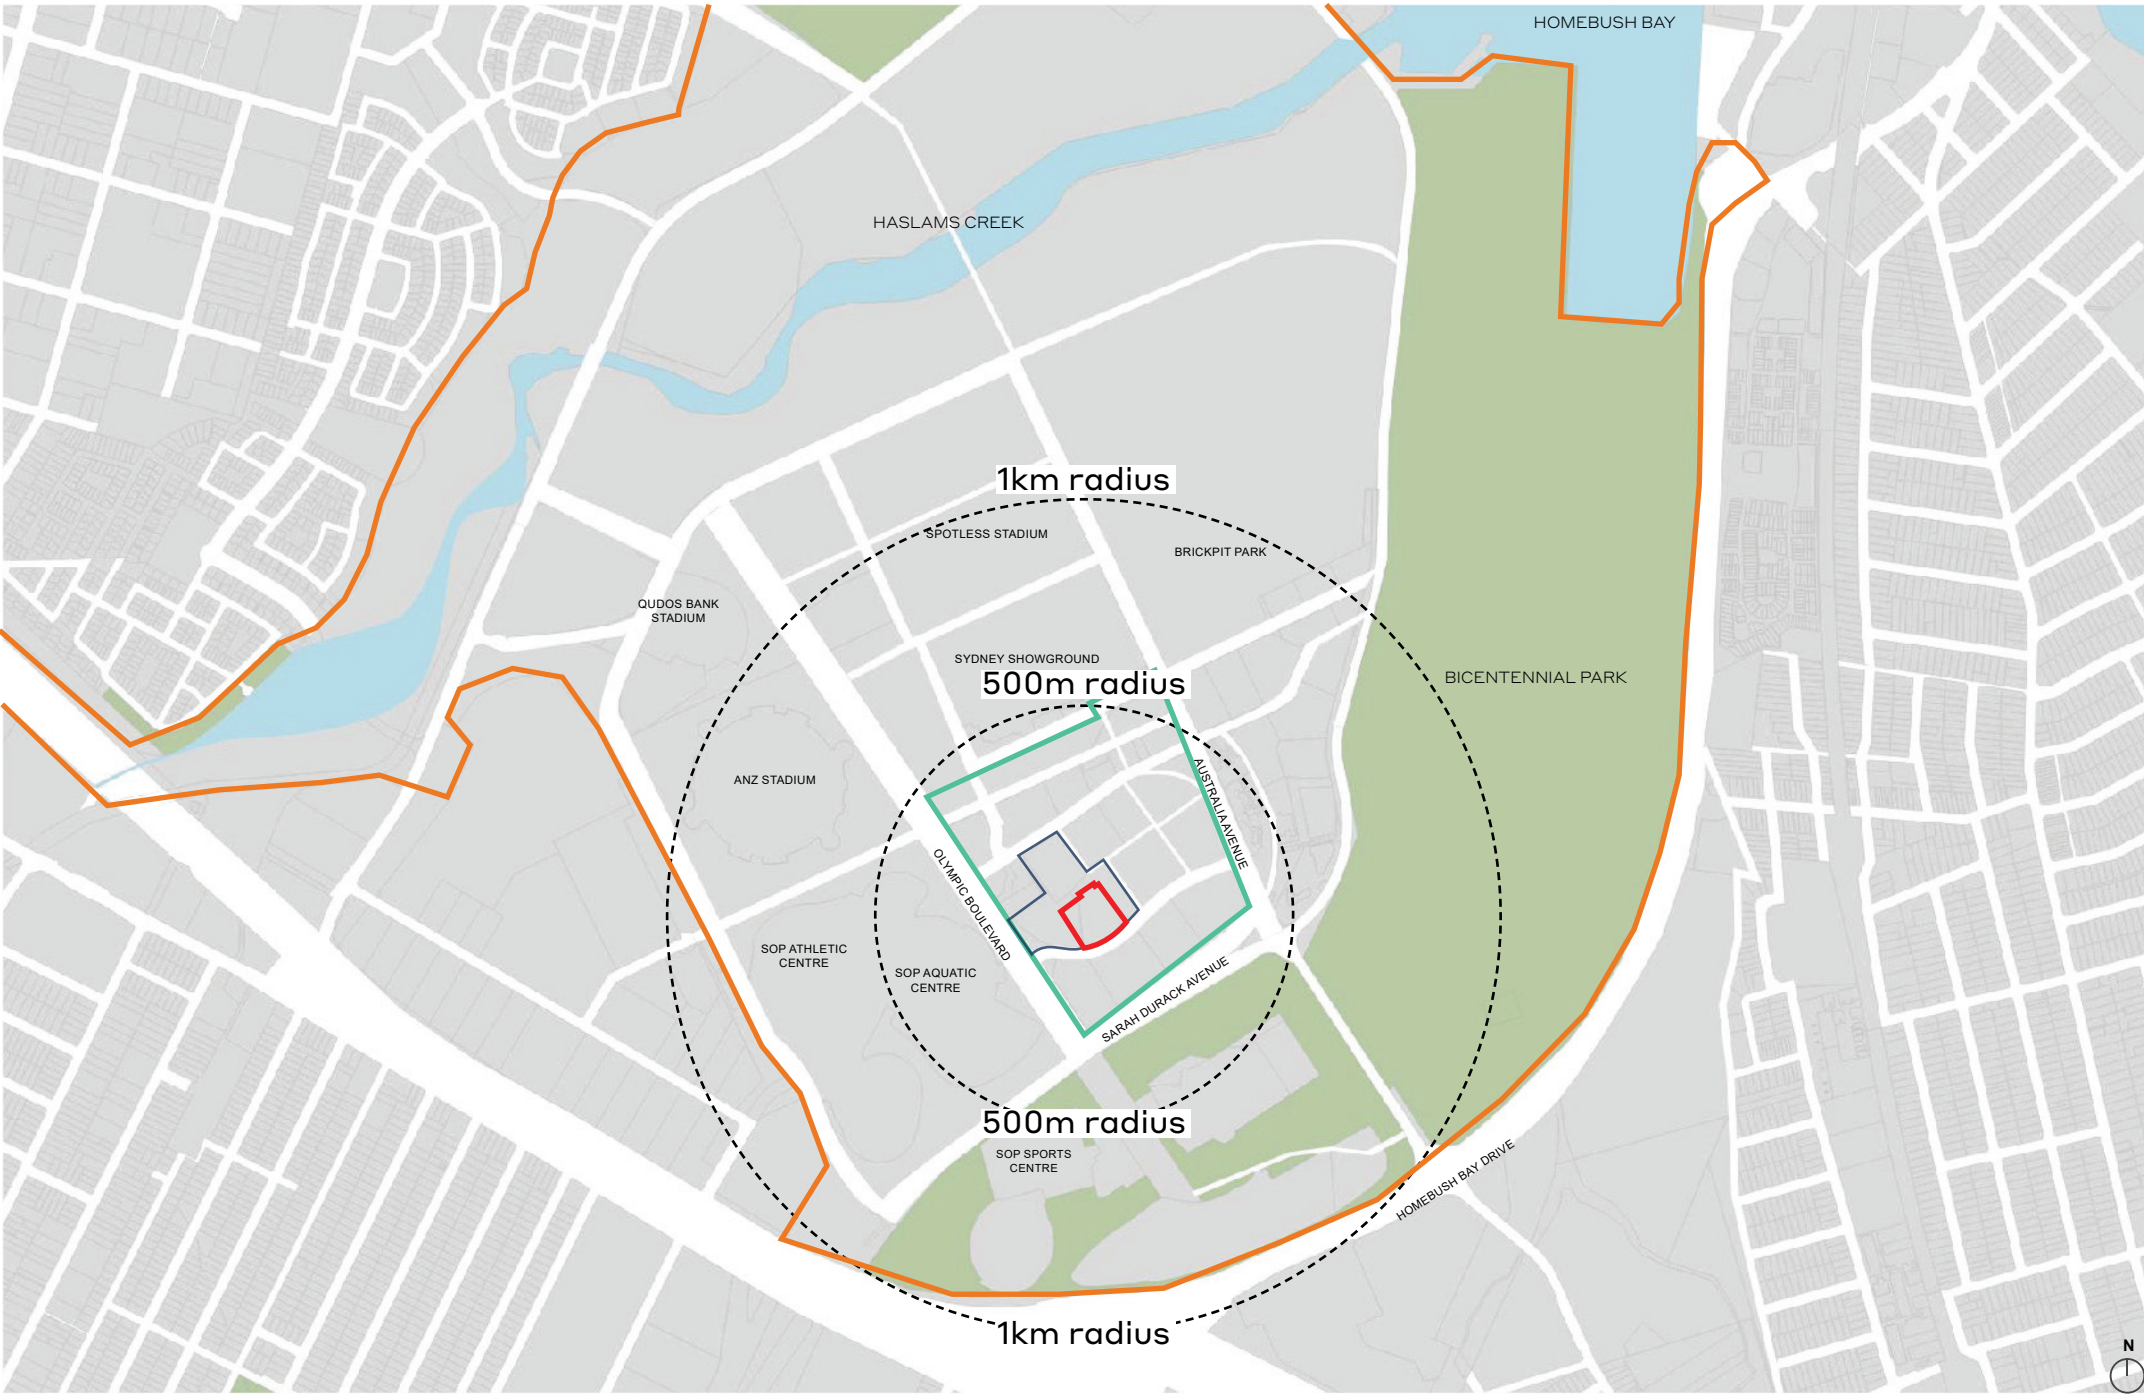 HOMEBUSH BAY
HASLAMS CREEK
1km radius
SPOTLESS STADIUM
BRICKPIT PARK
QUDOS BANK
STADIUM
SYDNEY SHOWGROUND
500m radius
BICENTENNIAL PARK
ANZ STADIUM
AUSTRALIA AVENUE
OLYMPIC BOULEVARD
SOP ATHLETIC
CENTRE
SOP AQUATIC
CENTRE
SARAH DURACK AVENUE
500m radius
SOP SPORTS
CENTRE
HOMEBUSH BAY DRIVE
1km radius
N